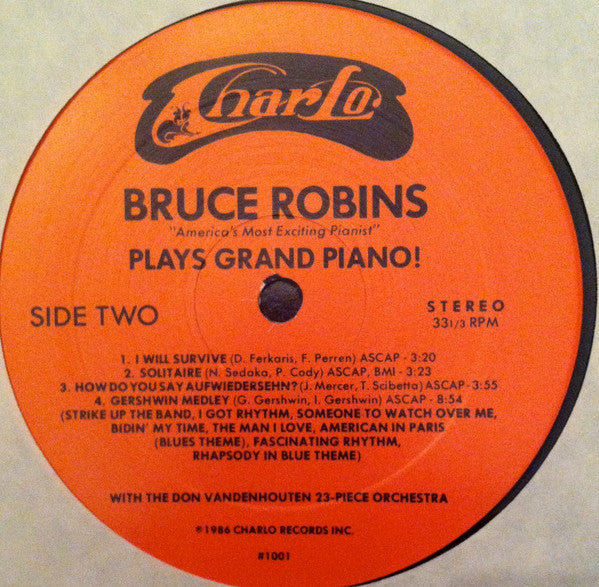 CharLo
BRUCE ROBINS
"America's Most Exciting Pianist"
PLAYS GRAND PIANO!
SIDE TWO
STEREO
33 1/3 RPM
1. I WILL SURVIVE (D. Ferkaris, F. Perren) ASCAP - 3:20
2. SOLITAIRE (N. Sedaka, P. Cody) ASCAP, BMI - 3:23
3. HOW DO YOU SAY AUFWIEDERSEHN? (J. Mercer, T. Scibetta) ASCAP - 3:55
4. GERSHWIN MEDLEY (G. Gershwin, I. Gershwin) ASCAP - 8:54
(STRIKE UP THE BAND, I GOT RHYTHM, SOMEONE TO WATCH OVER ME,
BIDIN' MY TIME, THE MAN I LOVE, AMERICAN IN PARIS
(BLUES THEME), FASCINATING RHYTHM,
RHAPSODY IN BLUE THEME)
WITH THE DON VANDENHOUTEN 23-PIECE ORCHESTRA
℗1986 CHARLO RECORDS INC.
#1001